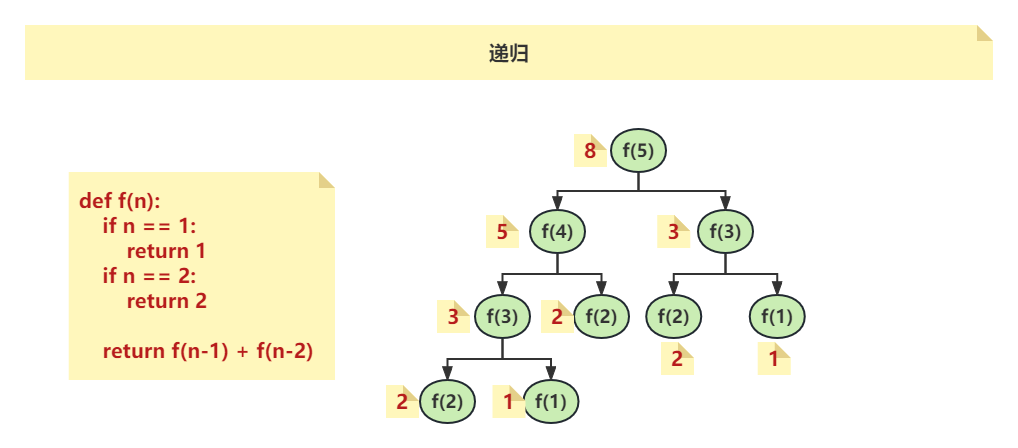 递归
def f(n):
    if n == 1:
        return 1
    if n == 2:
        return 2
    return f(n-1) + f(n-2)
8 f(5)
5 f(4) 3 f(3)
3 f(3) 2 f(2) f(2) f(1)
2 1
2 f(2) 1 f(1)